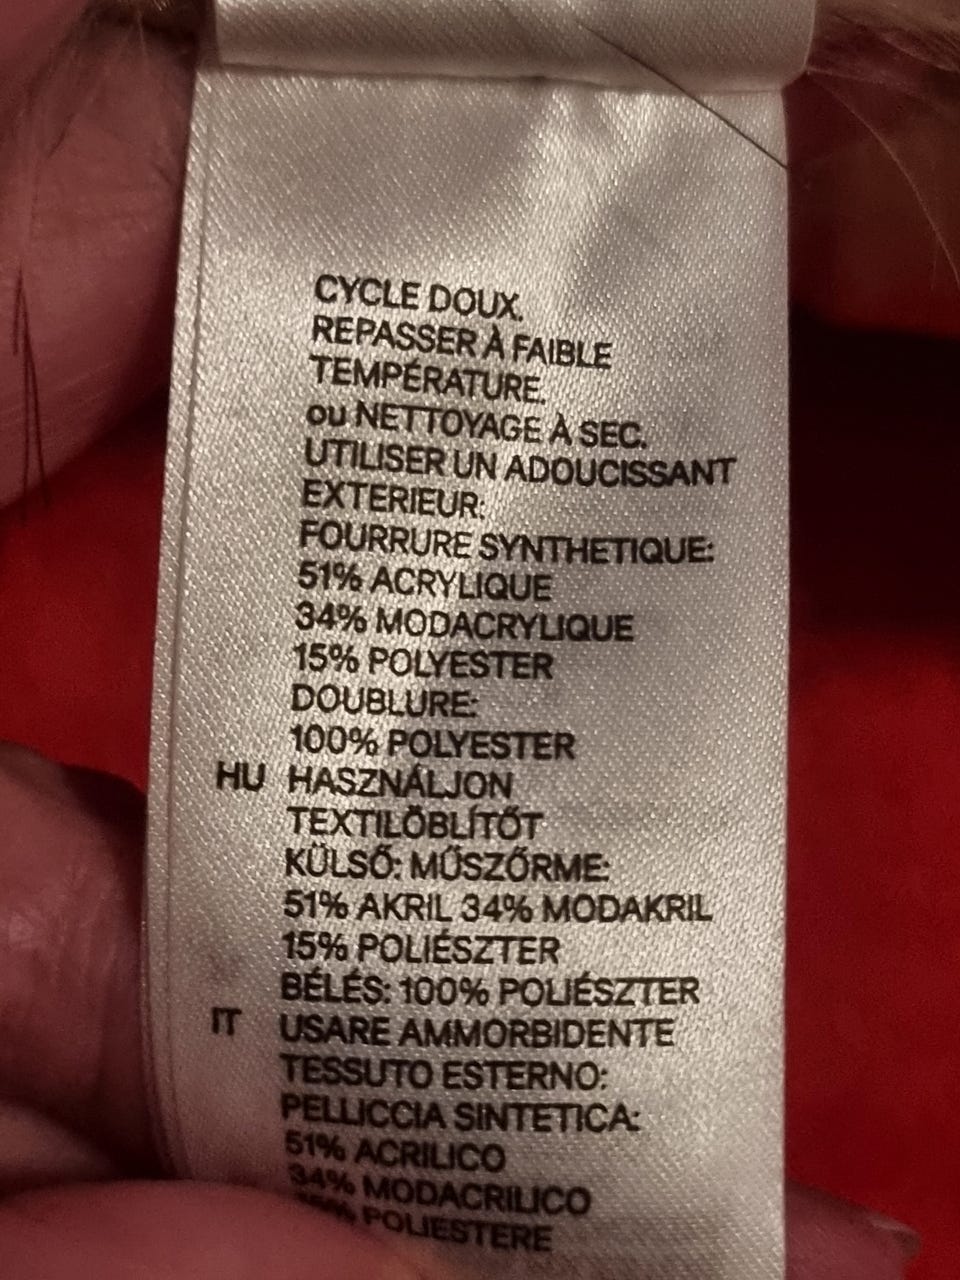 CYCLE DOUX.
REPASSER À FAIBLE
TEMPÉRATURE.
ou NETTOYAGE À SEC.
UTILISER UN ADOUCISSANT
EXTERIEUR:
FOURRURE SYNTHETIQUE:
51% ACRYLIQUE
34% MODACRYLIQUE
15% POLYESTER
DOUBLURE:
100% POLYESTER
HU HASZNÁLJON
TEXTILÖBLÍTŐT
KÜLSŐ: MŰSZŐRME:
51% AKRIL 34% MODAKRIL
15% POLIÉSZTER
BÉLÉS: 100% POLIÉSZTER
IT USARE AMMORBIDENTE
TESSUTO ESTERNO:
PELLICCIA SINTETICA:
51% ACRILICO
34% MODACRILICO
15% POLIESTERE